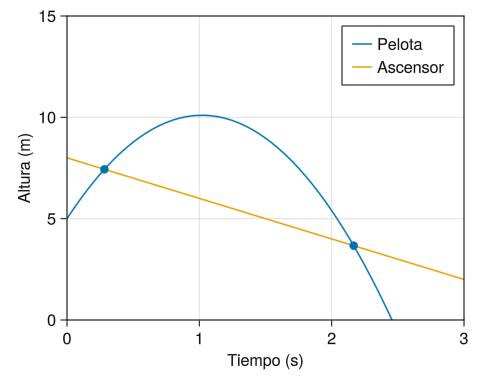 15
10
5
0
Altura (m)
Pelota
Ascensor
0 1 2 3
Tiempo (s)